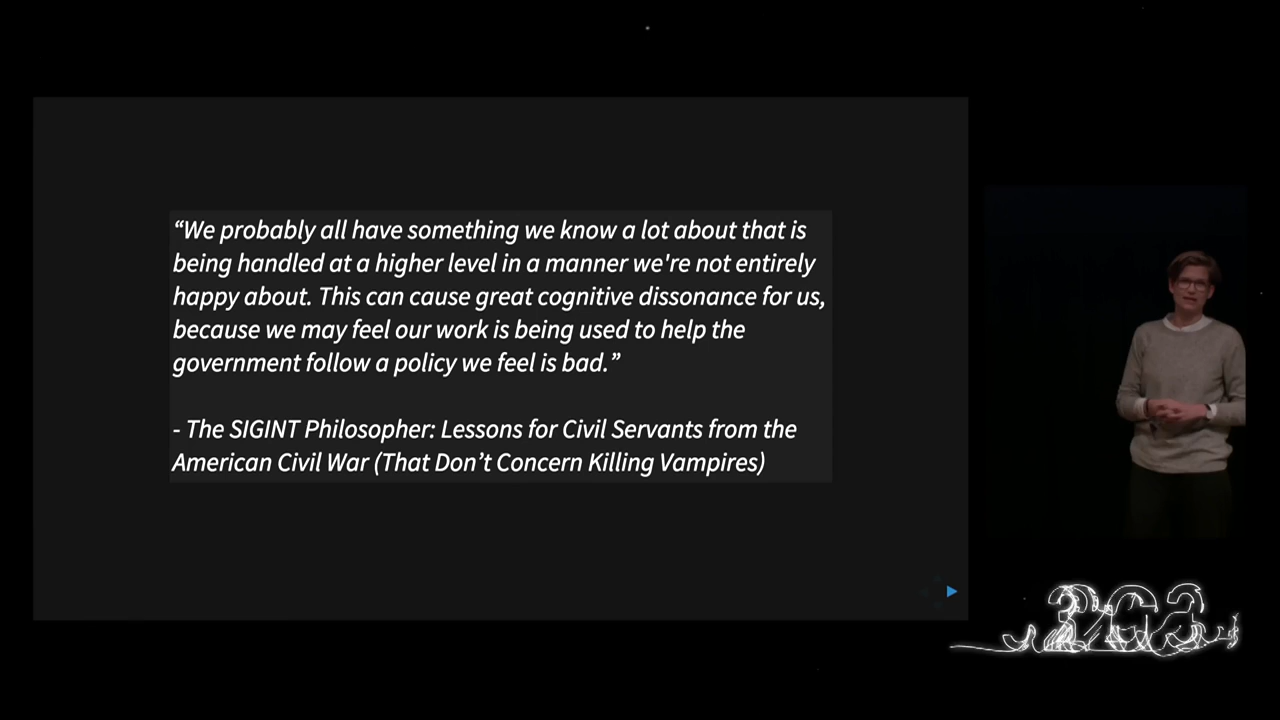 “We probably all have something we know a lot about that is
being handled at a higher level in a manner we're not entirely
happy about. This can cause great cognitive dissonance for us,
because we may feel our work is being used to help the
government follow a policy we feel is bad.”
- The SIGINT Philosopher: Lessons for Civil Servants from the
American Civil War (That Don’t Concern Killing Vampires)
36C3